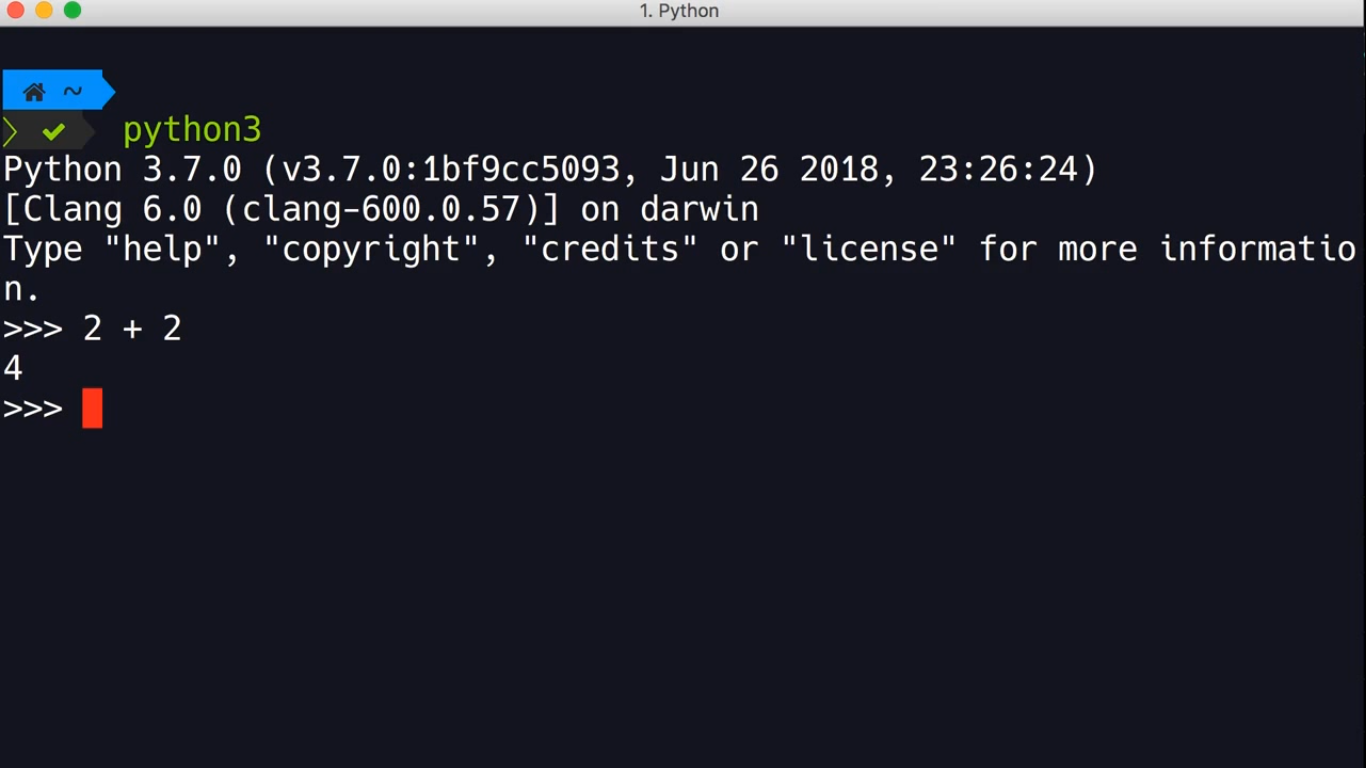 1. Python
~
python3
Python 3.7.0 (v3.7.0:1bf9cc5093, Jun 26 2018, 23:26:24)
[Clang 6.0 (clang-600.0.57)] on darwin
Type "help", "copyright", "credits" or "license" for more informatio
n.
>>> 2 + 2
4
>>>